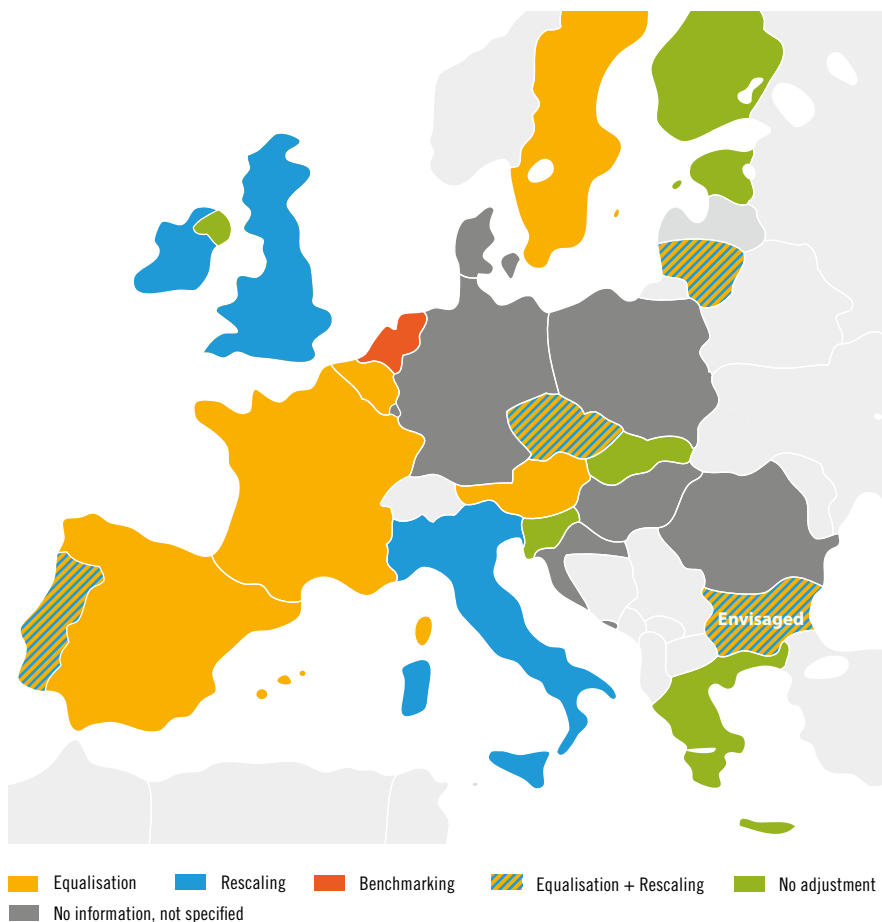 Envisaged
Equalisation Rescaling Benchmarking Equalisation + Rescaling No adjustment
No information, not specified